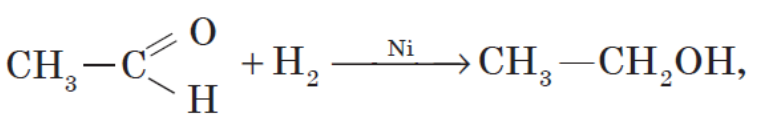 CH₃—C(=O)—H + H₂ —Ni→ CH₃—CH₂OH,